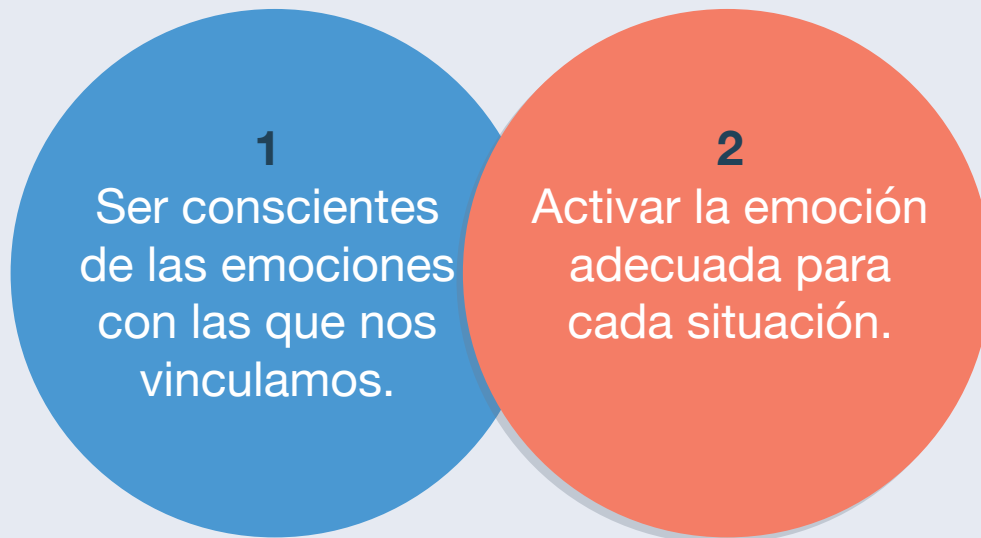 1
Ser conscientes
de las emociones
con las que nos
vinculamos.
2
Activar la emoción
adecuada para
cada situación.